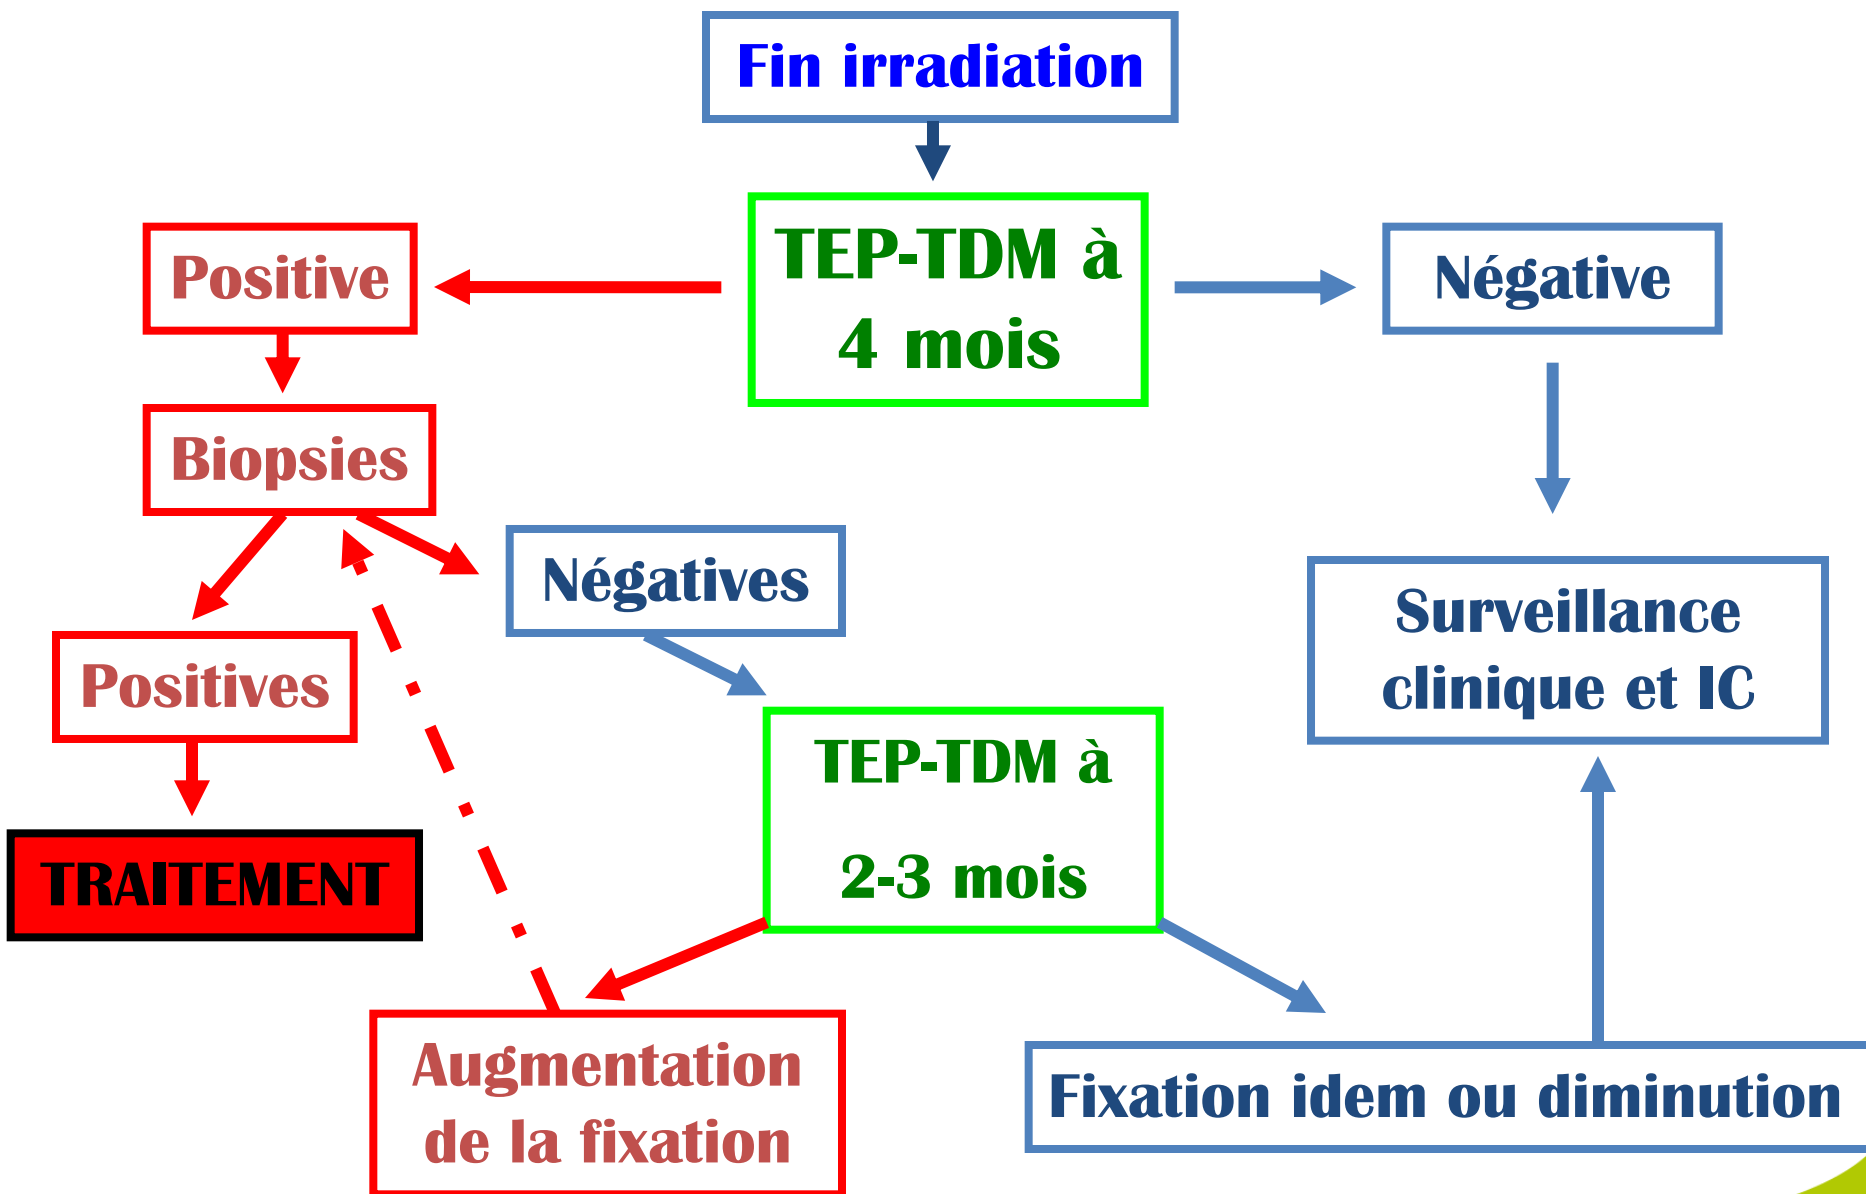 Fin irradiation
TEP-TDM à
4 mois
Positive
Négative
Biopsies
Négatives
Surveillance
clinique et IC
Positives
TEP-TDM à
2-3 mois
TRAITEMENT
Augmentation
de la fixation
Fixation idem ou diminution